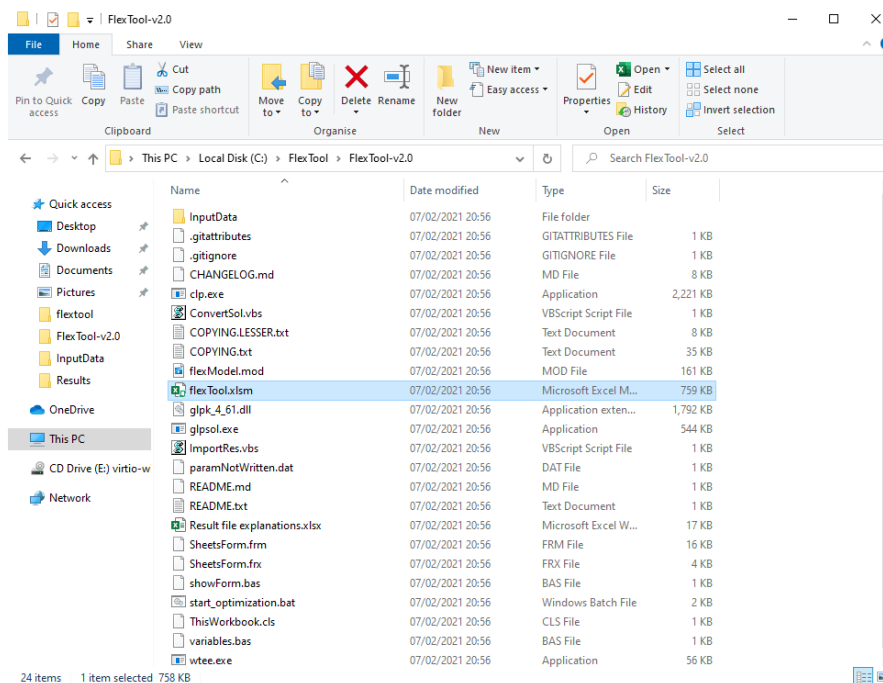 FlexTool-v2.0
File Home Share View
Pin to Quick access
Copy
Paste
Cut
Copy path
Paste shortcut
Clipboard
Move to
Copy to
Delete
Rename
Organise
New folder
New item
Easy access
New
Properties
Open
Edit
History
Open
Select all
Select none
Invert selection
Select
This PC > Local Disk (C:) > FlexTool > FlexTool-v2.0
Search FlexTool-v2.0
Quick access
Desktop
Downloads
Documents
Pictures
flextool
FlexTool-v2.0
InputData
Results
OneDrive
This PC
CD Drive (E:) virtio-w
Network
Name Date modified Type Size
InputData 07/02/2021 20:56 File folder
.gitattributes 07/02/2021 20:56 GITATTRIBUTES File 1 KB
.gitignore 07/02/2021 20:56 GITIGNORE File 1 KB
CHANGELOG.md 07/02/2021 20:56 MD File 8 KB
clp.exe 07/02/2021 20:56 Application 2,221 KB
ConvertSol.vbs 07/02/2021 20:56 VBScript Script File 1 KB
COPYING.LESSER.txt 07/02/2021 20:56 Text Document 8 KB
COPYING.txt 07/02/2021 20:56 Text Document 35 KB
flexModel.mod 07/02/2021 20:56 MOD File 161 KB
flexTool.xlsm 07/02/2021 20:56 Microsoft Excel M... 759 KB
glpk_4_61.dll 07/02/2021 20:56 Application exten... 1,792 KB
glpsol.exe 07/02/2021 20:56 Application 544 KB
ImportRes.vbs 07/02/2021 20:56 VBScript Script File 1 KB
paramNotWritten.dat 07/02/2021 20:56 DAT File 1 KB
README.md 07/02/2021 20:56 MD File 1 KB
README.txt 07/02/2021 20:56 Text Document 1 KB
Result file explanations.xlsx 07/02/2021 20:56 Microsoft Excel W... 17 KB
SheetsForm.frm 07/02/2021 20:56 FRM File 16 KB
SheetsForm.frx 07/02/2021 20:56 FRX File 4 KB
showForm.bas 07/02/2021 20:56 BAS File 1 KB
start_optimization.bat 07/02/2021 20:56 Windows Batch File 2 KB
ThisWorkbook.cls 07/02/2021 20:56 CLS File 1 KB
variables.bas 07/02/2021 20:56 BAS File 1 KB
wtee.exe 07/02/2021 20:56 Application 56 KB
24 items 1 item selected 758 KB